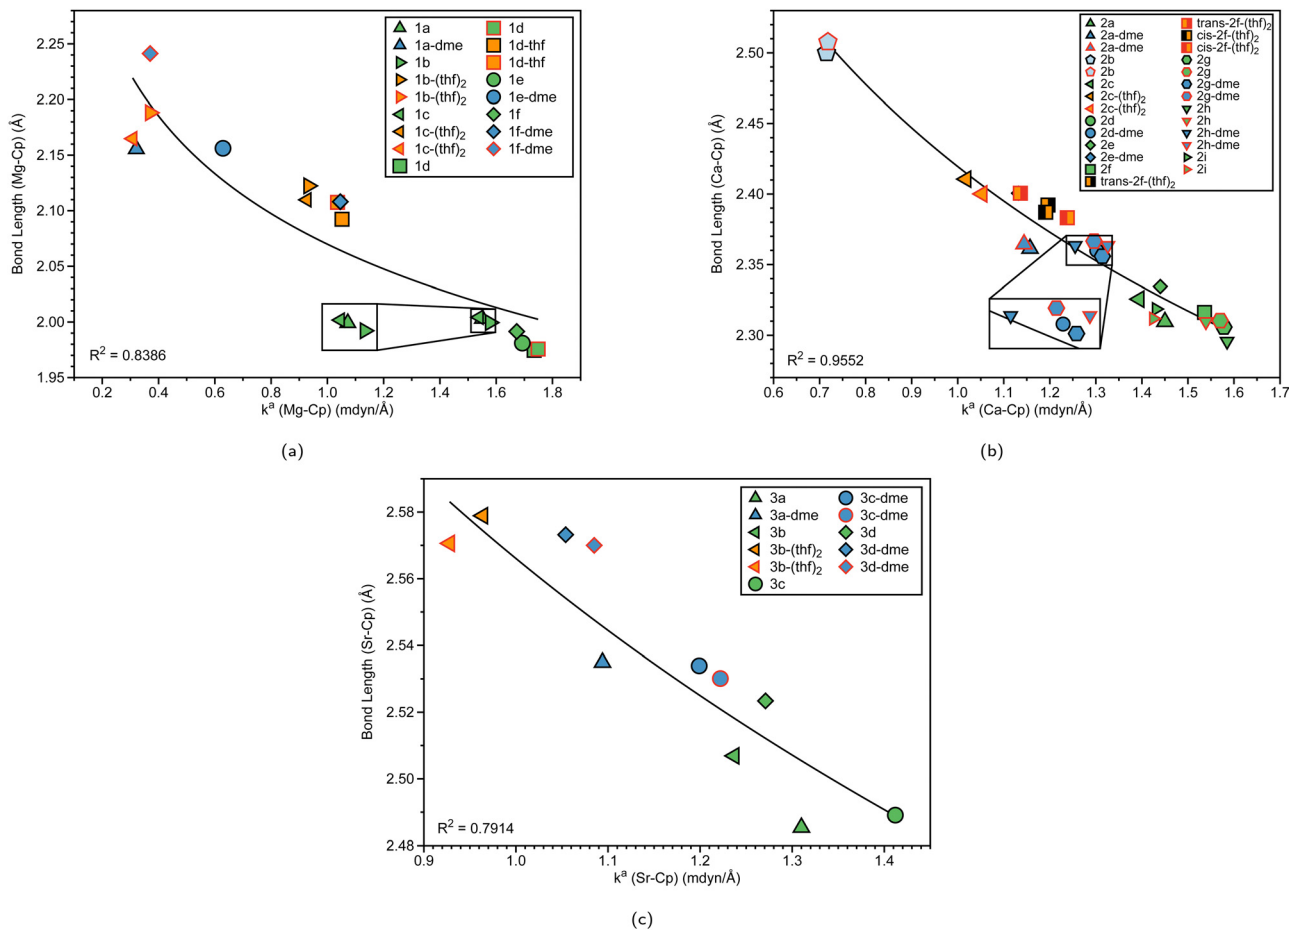 2.25
2.20
2.15
2.10
2.05
2.00
1.95
Bond Length (Mg-Cp) (Å)
1a
1a-dme
1b
1b-(thf)₂
1b-(thf)₂
1c
1c-(thf)₂
1c-(thf)₂
1d
1d
1d-thf
1d-thf
1e
1e-dme
1f
1f-dme
1f-dme
R² = 0.8386
0.2 0.4 0.6 0.8 1.0 1.2 1.4 1.6 1.8
kᵃ (Mg-Cp) (mdyn/Å)
(a)
2.50
2.45
2.40
2.35
2.30
Bond Length (Ca-Cp) (Å)
2a
2a-dme
2a-dme
2b
2b
2c
2c-(thf)₂
2c-(thf)₂
2d
2d-dme
2e
2e-dme
2f
trans-2f-(thf)₂
trans-2f-(thf)₂
cis-2f-(thf)₂
cis-2f-(thf)₂
2g
2g
2g-dme
2g-dme
2h
2h
2h-dme
2h-dme
2i
2i
R² = 0.9552
0.6 0.7 0.8 0.9 1.0 1.1 1.2 1.3 1.4 1.5 1.6 1.7
kᵃ (Ca-Cp) (mdyn/Å)
(b)
2.58
2.56
2.54
2.52
2.50
2.48
Bond Length (Sr-Cp) (Å)
3a
3a-dme
3b
3b-(thf)₂
3b-(thf)₂
3c
3c-dme
3c-dme
3d
3d-dme
3d-dme
R² = 0.7914
0.9 1.0 1.1 1.2 1.3 1.4
kᵃ (Sr-Cp) (mdyn/Å)
(c)